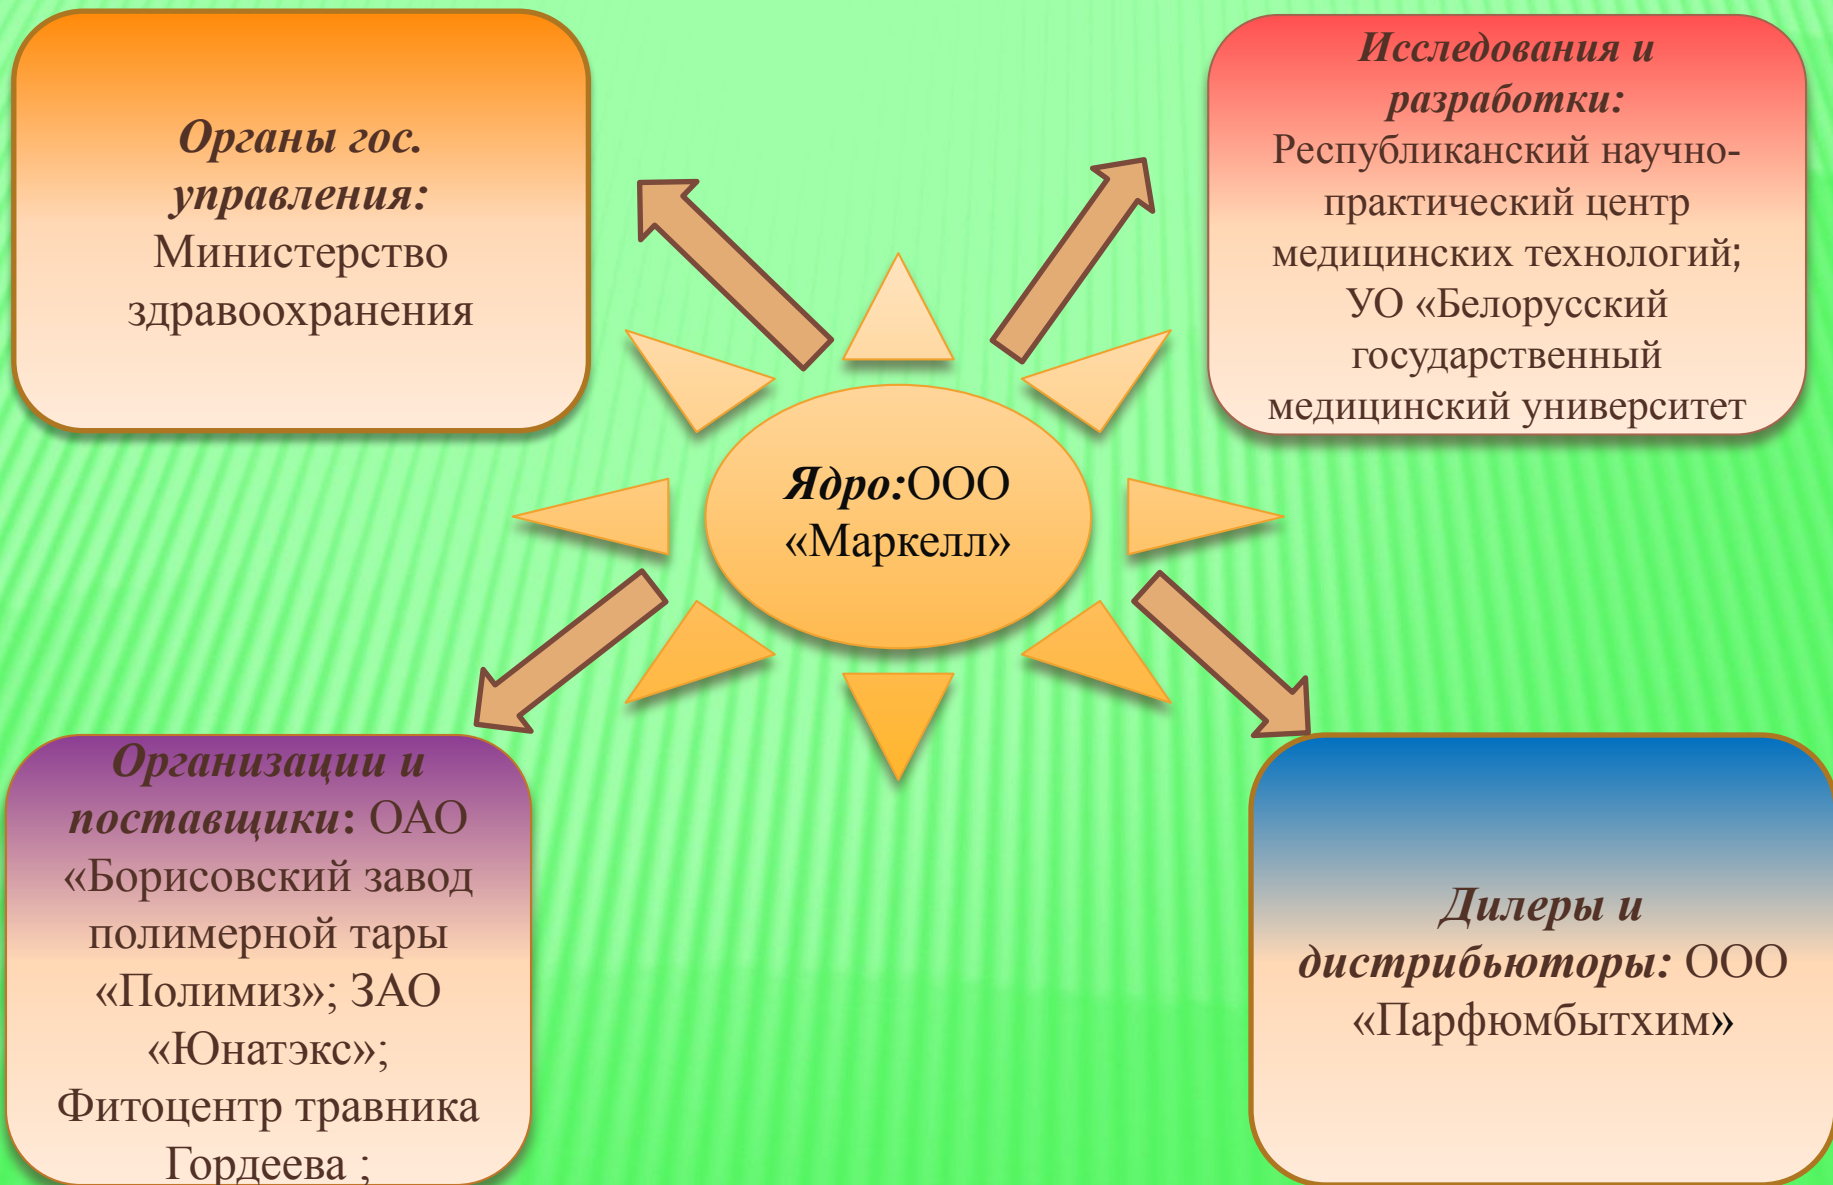 Органы гос.
управления:
Министерство
здравоохранения
Исследования и
разработки:
Республиканский научно-
практический центр
медицинских технологий;
УО «Белорусский
государственный
медицинский университет
Ядро:ООО
«Маркелл»
Организации и
поставщики: ОАО
«Борисовский завод
полимерной тары
«Полимиз»; ЗАО
«Юнатэкс»;
Фитоцентр травника
Гордеева ;
Дилеры и
дистрибьюторы: ООО
«Парфюмбытхим»